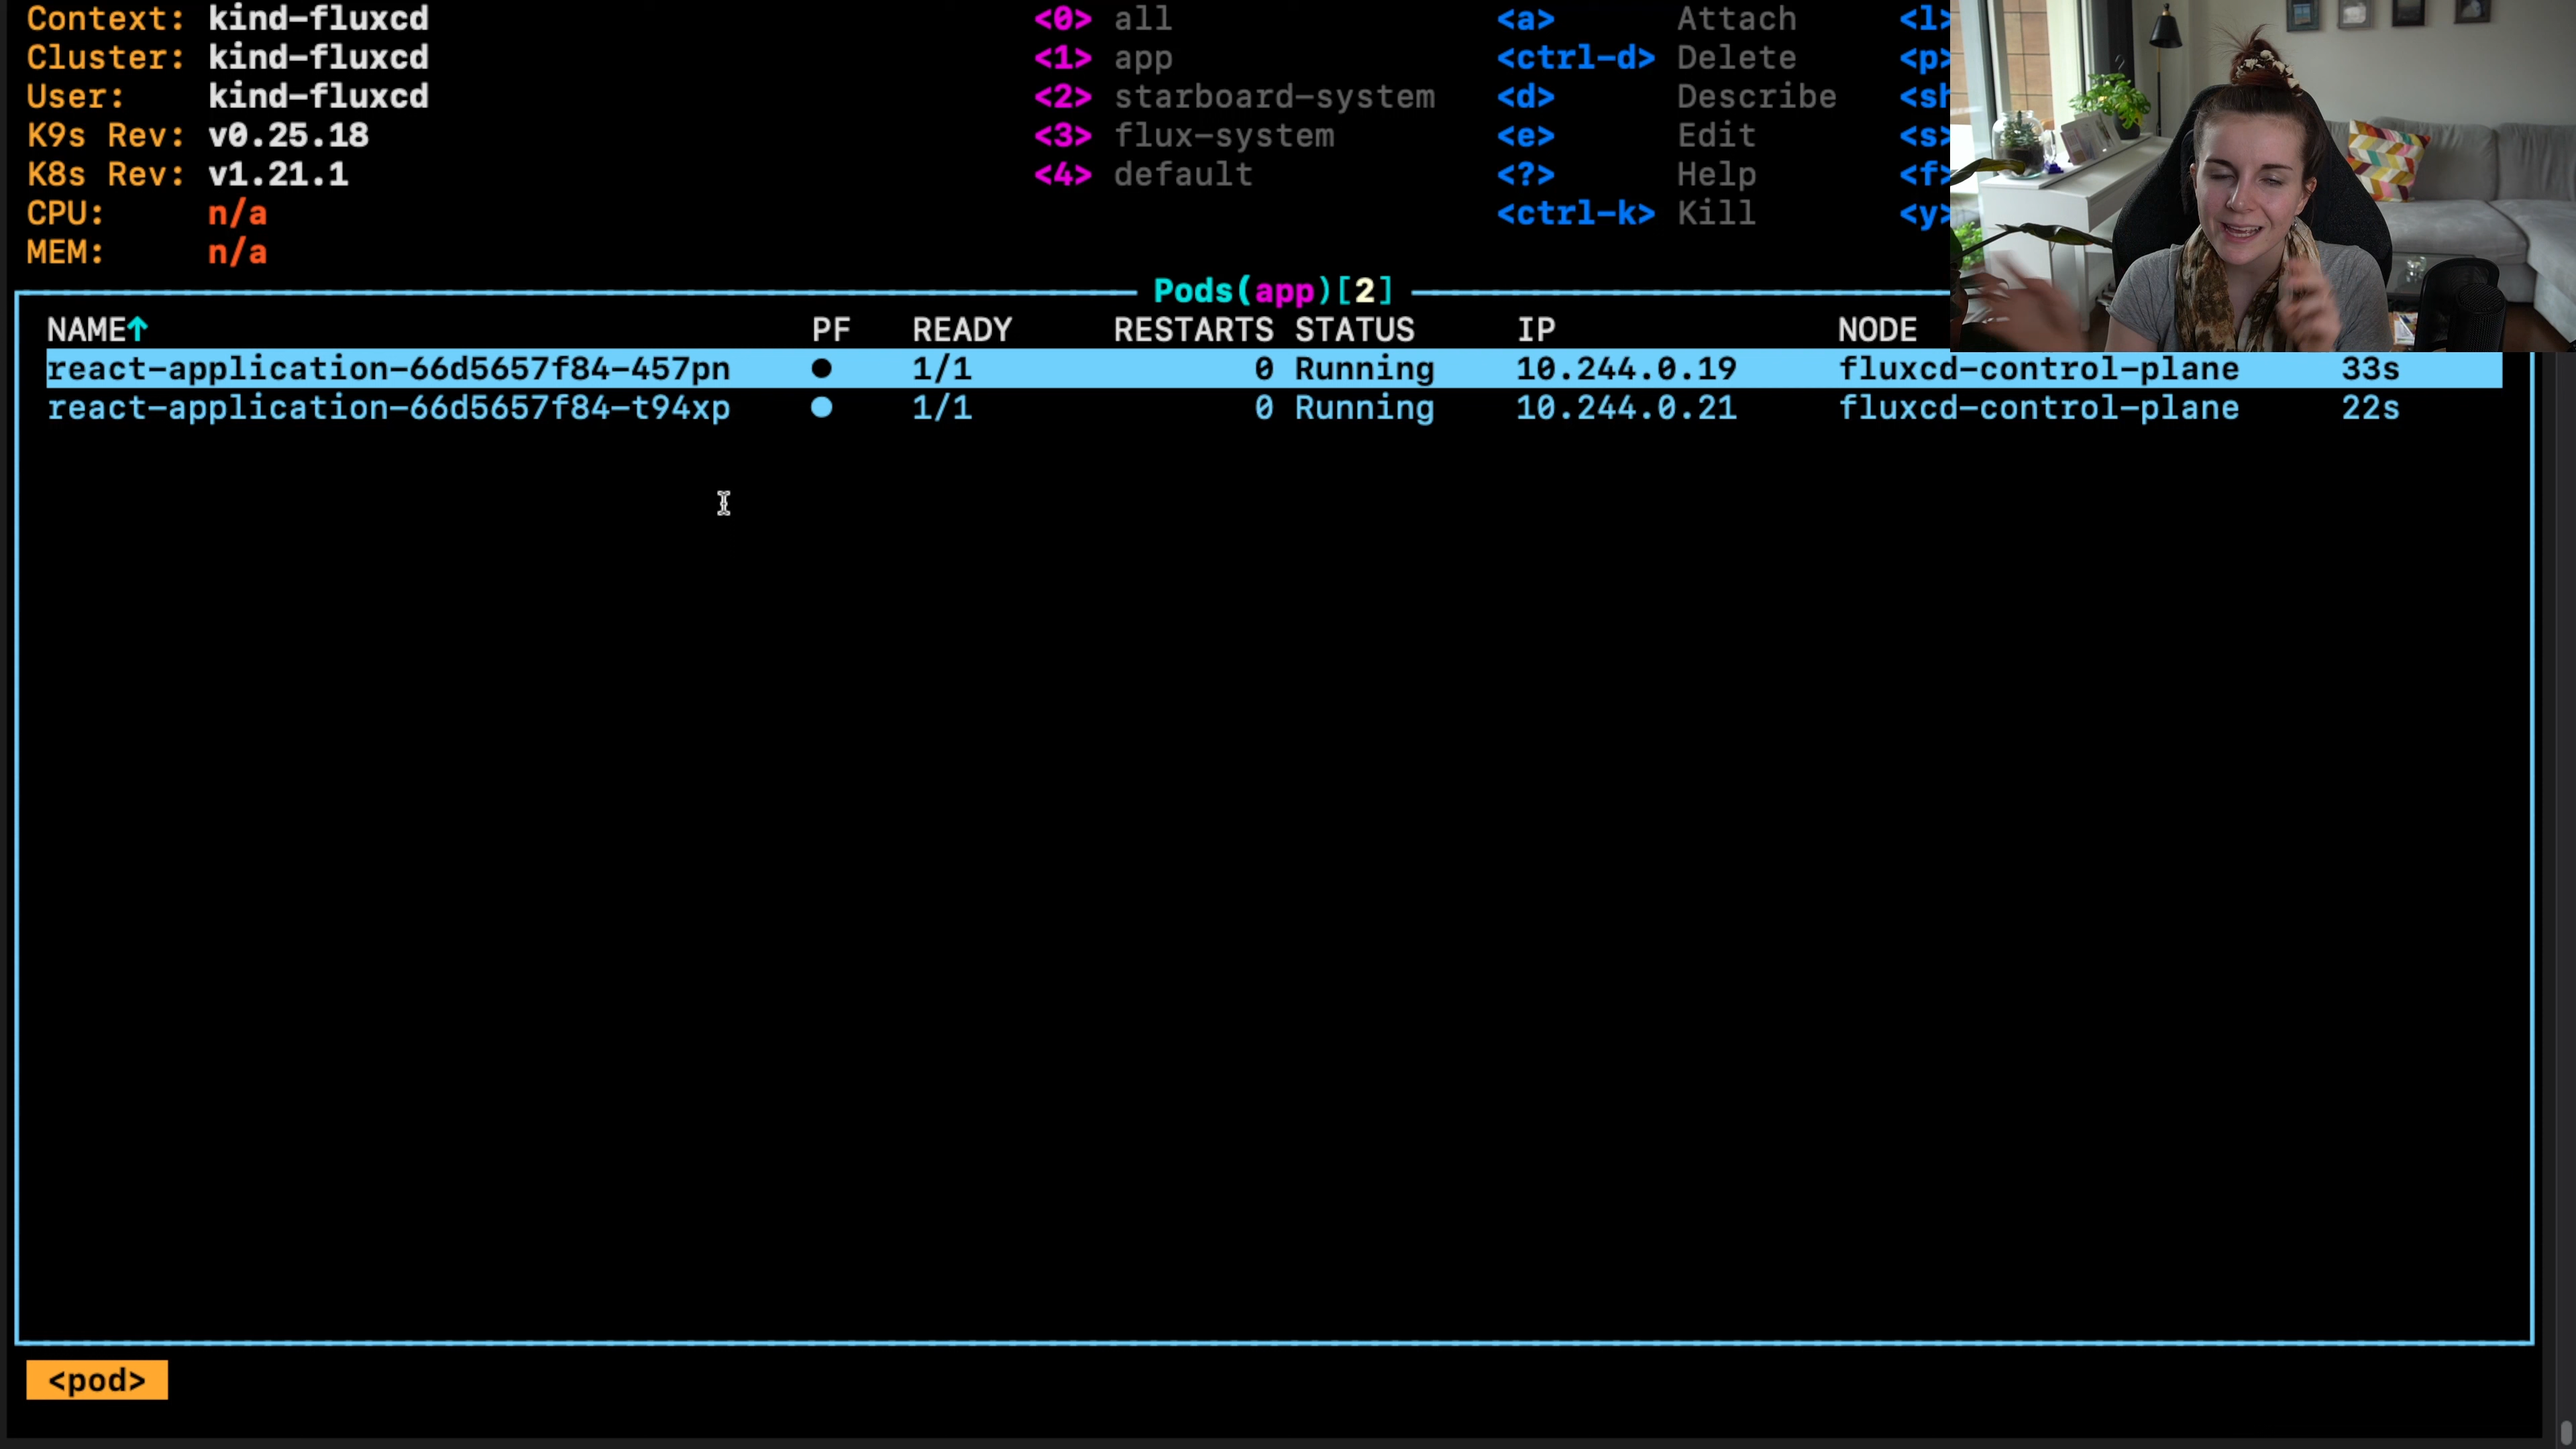 Context: kind-fluxcd <0> all <a> Attach <l>
Cluster: kind-fluxcd <1> app <ctrl-d> Delete <p>
User: kind-fluxcd <2> starboard-system <d> Describe
K9s Rev: v0.25.18 <3> flux-system <e> Edit <s>
K8s Rev: v1.21.1 <4> default <?> Help <f>
CPU: n/a <ctrl-k> Kill <y>
MEM: n/a
Pods(app)[2]
NAME↑ PF READY RESTARTS STATUS IP NODE
react-application-66d5657f84-457pn ● 1/1 0 Running 10.244.0.19 fluxcd-control-plane 33s
react-application-66d5657f84-t94xp ● 1/1 0 Running 10.244.0.21 fluxcd-control-plane 22s
<pod>